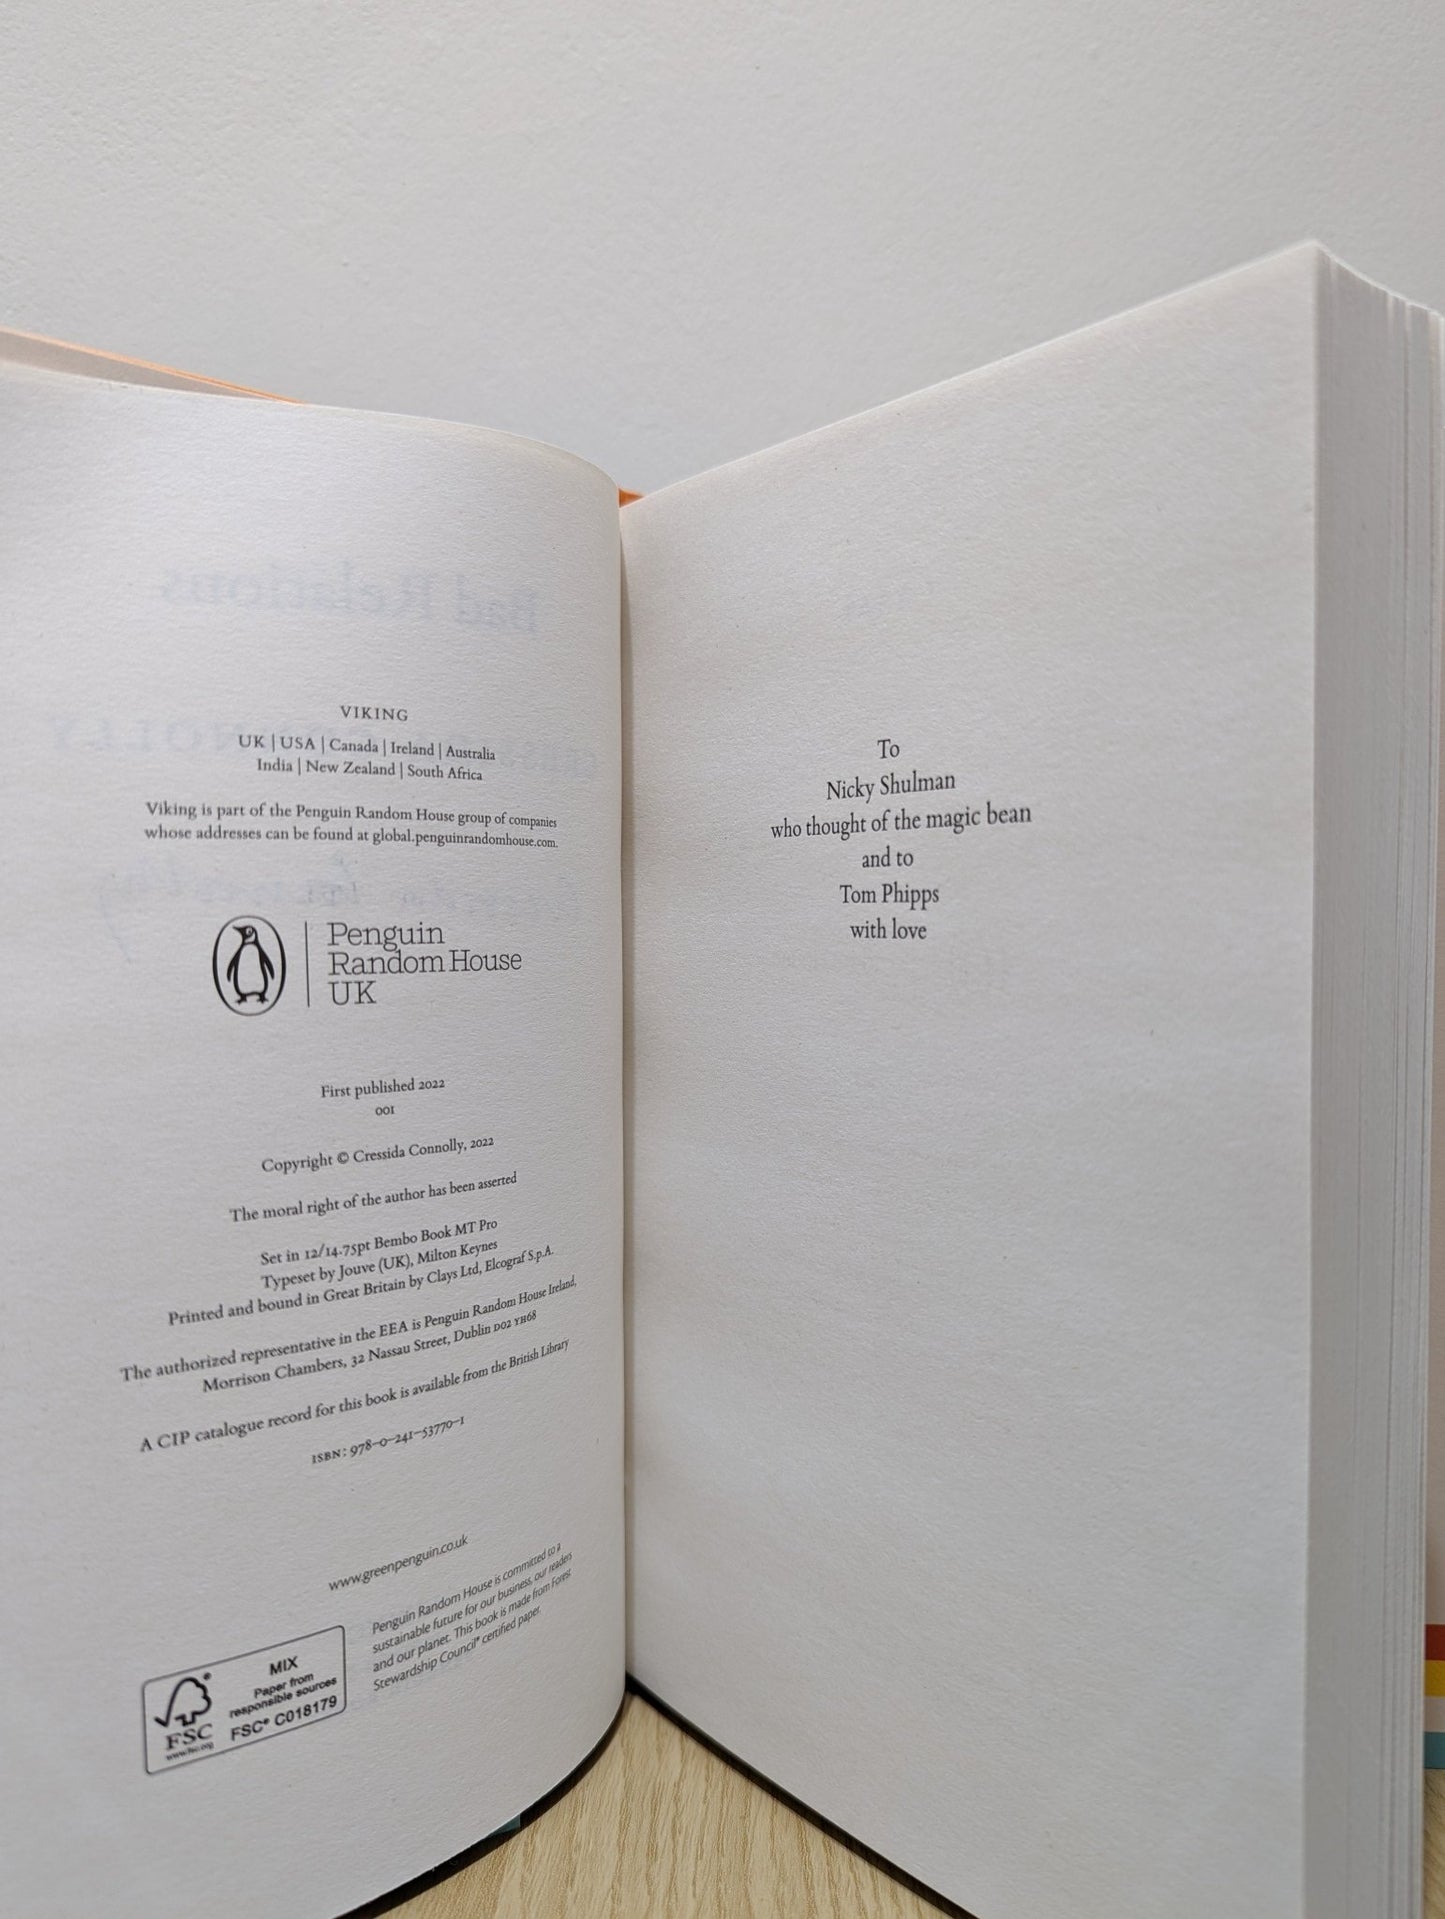 Bad Relations
VIKING
UK | USA | Canada | Ireland | Australia
India | New Zealand | South Africa
Viking is part of the Penguin Random House group of companies
whose addresses can be found at global.penguinrandomhouse.com.
Penguin
Random House
UK
First published 2022
001
Copyright © Cressida Connolly, 2022
The moral right of the author has been asserted
Set in 12/14.75pt Bembo Book MT Pro
Typeset by Jouve (UK), Milton Keynes
Printed and bound in Great Britain by Clays Ltd, Elcograf S.p.A.
The authorized representative in the EEA is Penguin Random House Ireland,
Morrison Chambers, 32 Nassau Street, Dublin D02 YH68
A CIP catalogue record for this book is available from the British Library
ISBN: 978-0-241-53770-1
www.greenpenguin.co.uk
Penguin Random House is committed to a
sustainable future for our business, our readers
and our planet. This book is made from Forest
Stewardship Council® certified paper.
MIX
Paper from
responsible sources
FSC® C018179
FSC
www.fsc.org
To
Nicky Shulman
who thought of the magic bean
and to
Tom Phipps
with love